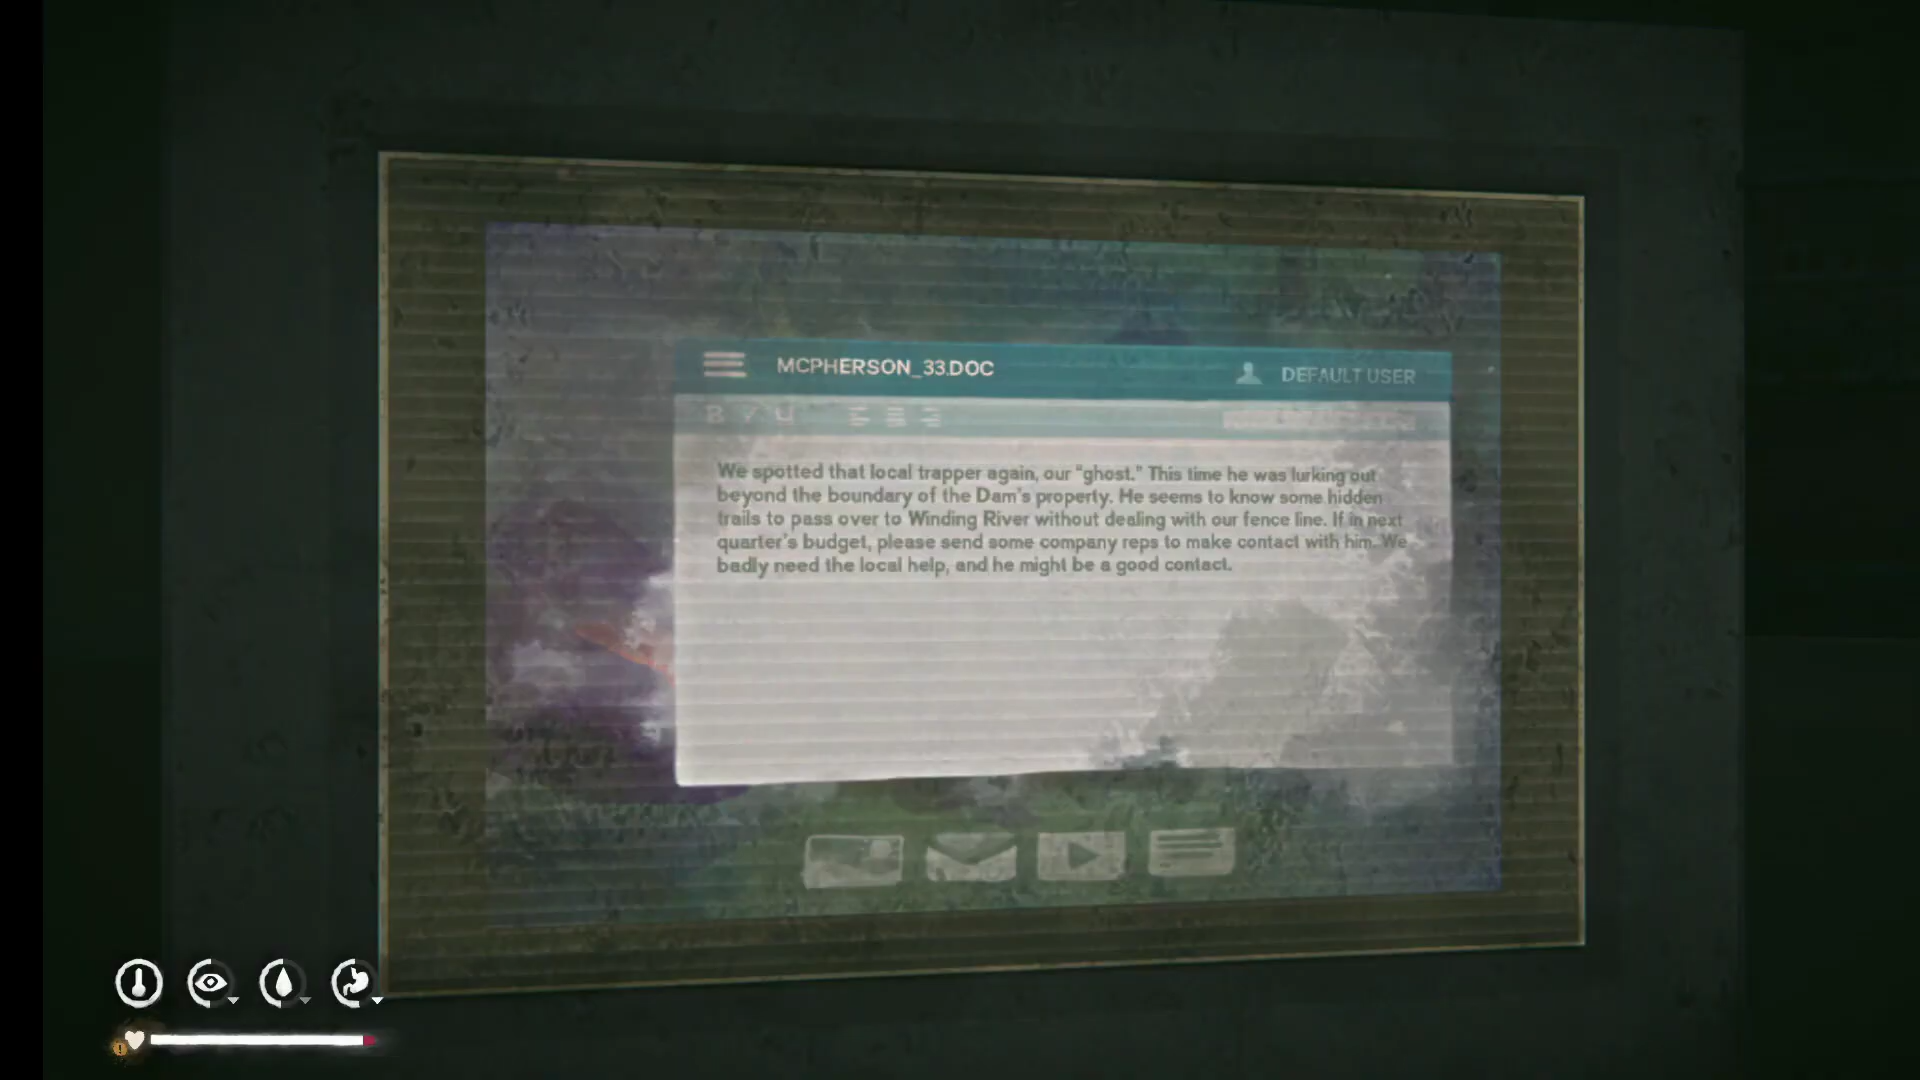 MCPHERSON_33.DOC
DEFAULT USER
B I U
We spotted that local trapper again, our "ghost." This time he was lurking out
beyond the boundary of the Dam's property. He seems to know some hidden
trails to pass over to Winding River without dealing with our fence line. If in next
quarter's budget, please send some company reps to make contact with him. We
badly need the local help, and he might be a good contact.